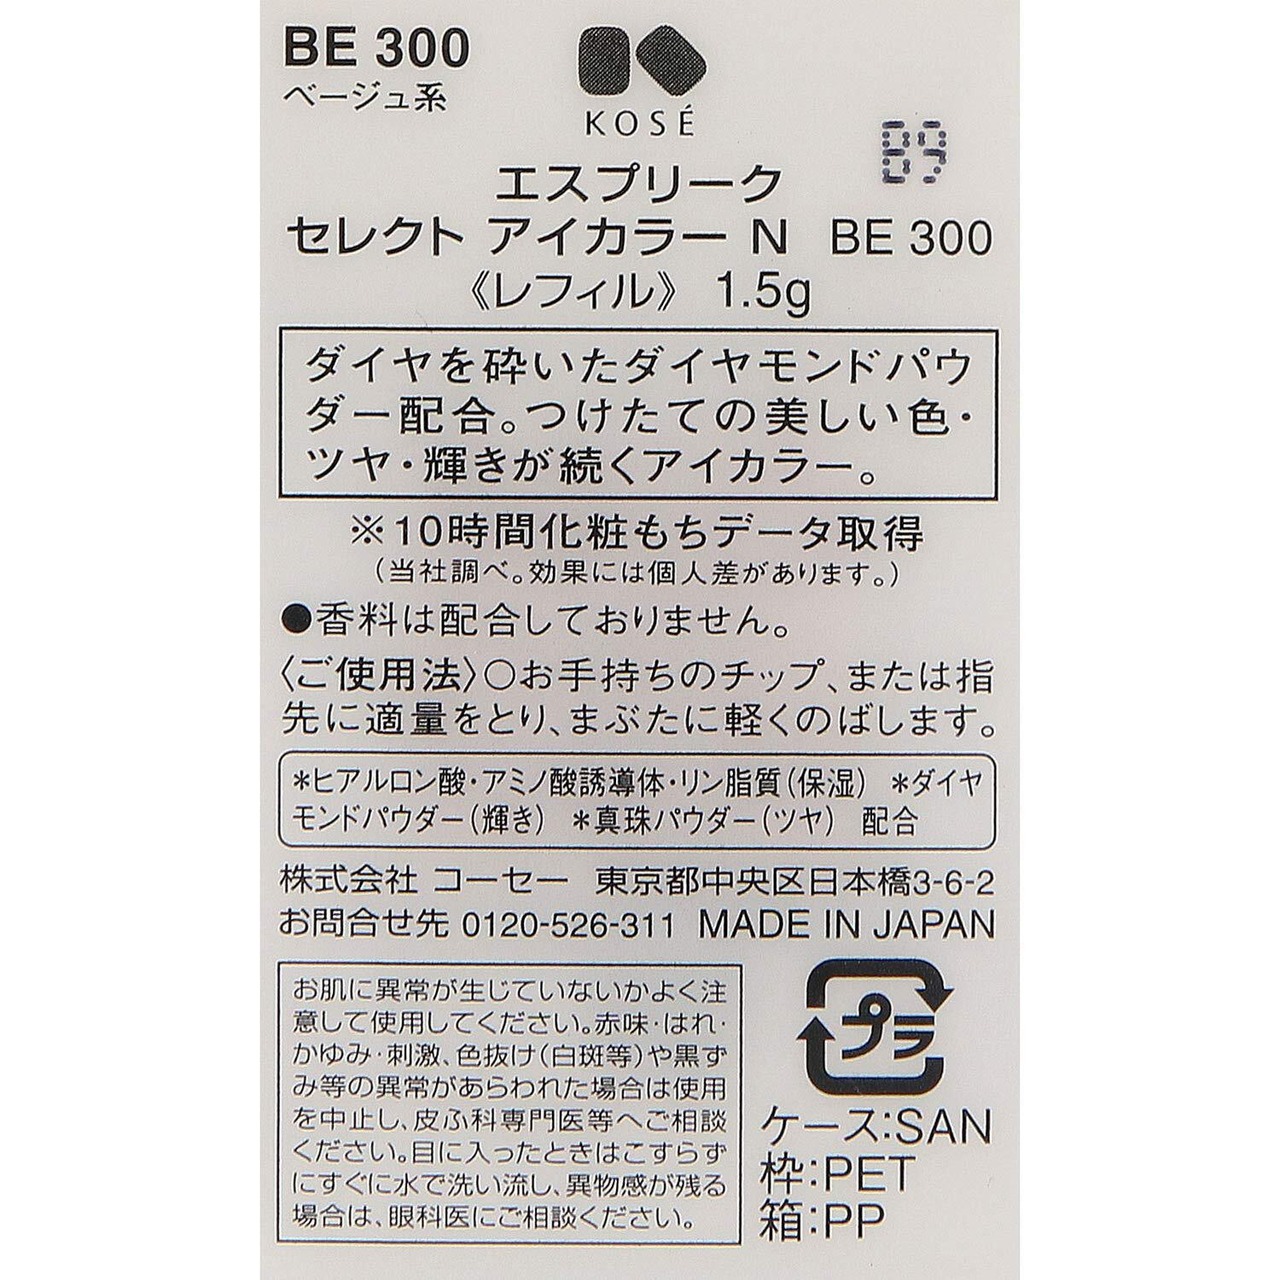 BE 300
ベージュ系
KOSÉ
B9
エスプリーク
セレクト アイカラー N BE 300
《レフィル》 1.5g
ダイヤを砕いたダイヤモンドパウ
ダー配合。つけたての美しい色・
ツヤ・輝きが続くアイカラー。
※10時間化粧もちデータ取得
(当社調べ。効果には個人差があります。)
●香料は配合しておりません。
〈ご使用法〉○お手持ちのチップ、または指
先に適量をとり、まぶたに軽くのばします。
*ヒアルロン酸・アミノ酸誘導体・リン脂質(保湿) *ダイヤ
モンドパウダー(輝き) *真珠パウダー(ツヤ) 配合
株式会社 コーセー 東京都中央区日本橋3-6-2
お問合せ先 0120-526-311 MADE IN JAPAN
お肌に異常が生じていないかよく注
意して使用してください。赤味・はれ・
かゆみ・刺激、色抜け(白斑等)や黒ず
み等の異常があらわれた場合は使用
を中止し、皮ふ科専門医等へご相談
ください。目に入ったときはこすらず
にすぐに水で洗い流し、異物感が残る
場合は、眼科医にご相談ください。
プラ
ケース:SAN
枠:PET
箱:PP